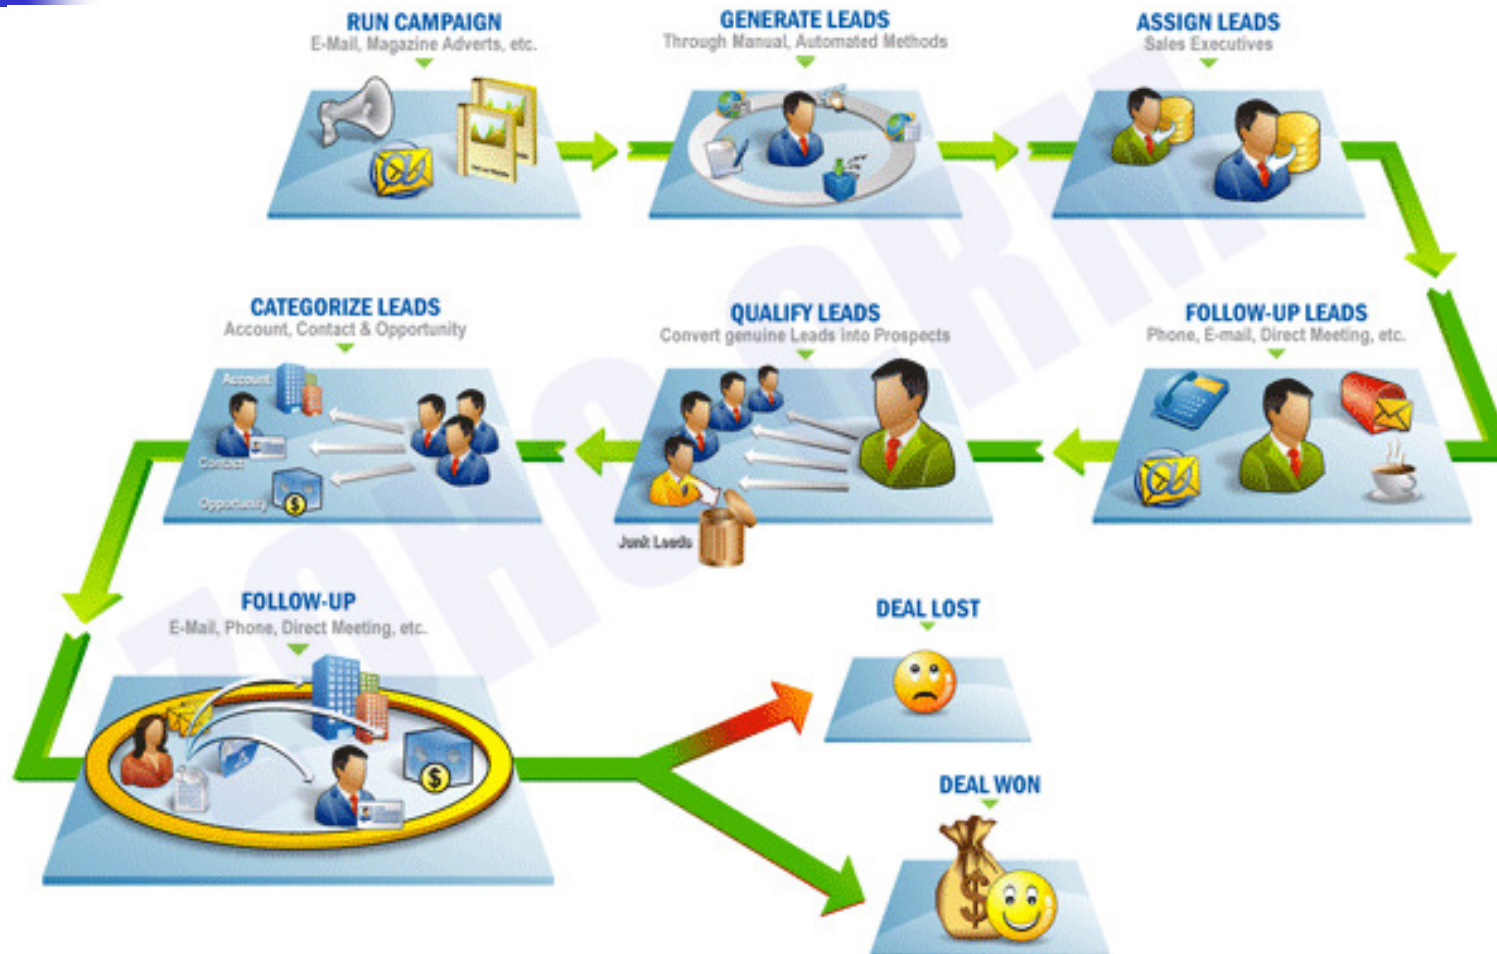 RUN CAMPAIGN
E-Mail, Magazine Adverts, etc.
GENERATE LEADS
Through Manual, Automated Methods
ASSIGN LEADS
Sales Executives
CATEGORIZE LEADS
Account, Contact & Opportunity
Account
Contact
Opportunity
QUALIFY LEADS
Convert genuine Leads into Prospects
Junk Leads
FOLLOW-UP LEADS
Phone, E-mail, Direct Meeting, etc.
FOLLOW-UP
E-Mail, Phone, Direct Meeting, etc.
DEAL LOST
DEAL WON
ZOHO CRM